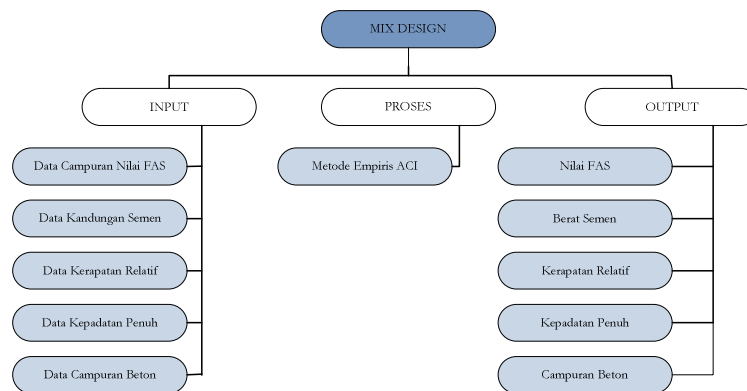 MIX DESIGN
INPUT
PROSES
OUTPUT
Data Campuran Nilai FAS
Data Kandungan Semen
Data Kerapatan Relatif
Data Kepadatan Penuh
Data Campuran Beton
Metode Empiris ACI
Nilai FAS
Berat Semen
Kerapatan Relatif
Kepadatan Penuh
Campuran Beton